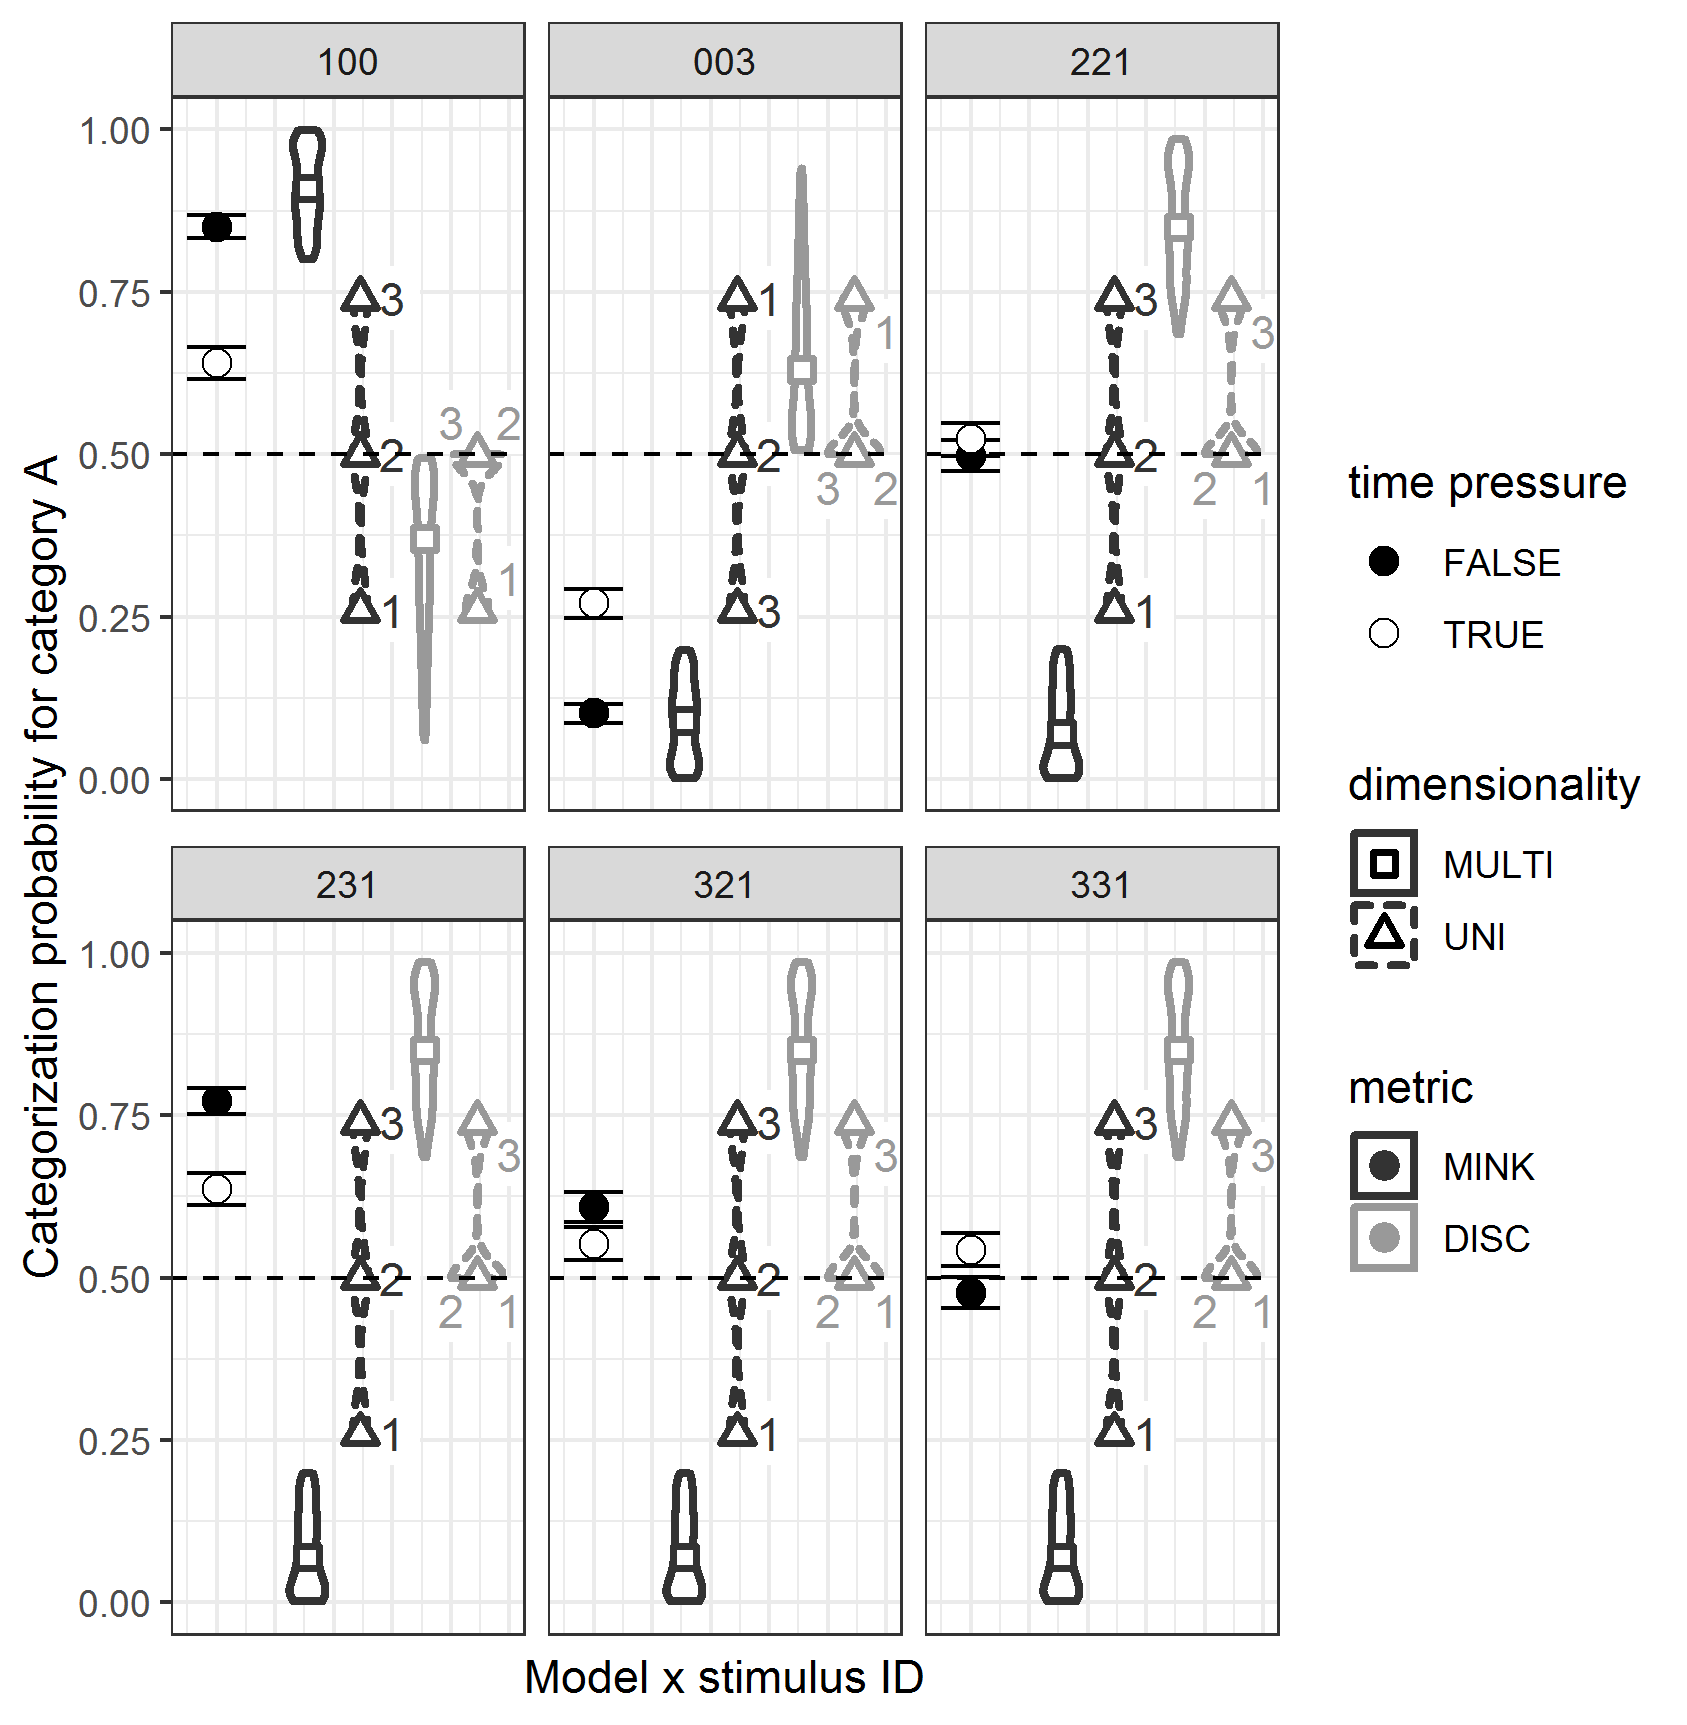 100 003 221
1.00
0.75
0.50
0.25
0.00
3 2 1 3 2 1
1 2 3 1 3 2
3 2 1 3 2 1
231 321 331
1.00
0.75
0.50
0.25
0.00
3 2 1 3 2 1
3 2 1 3 2 1
3 2 1 3 2 1
Categorization probability for category A
Model x stimulus ID
time pressure
FALSE
TRUE
dimensionality
MULTI
UNI
metric
MINK
DISC